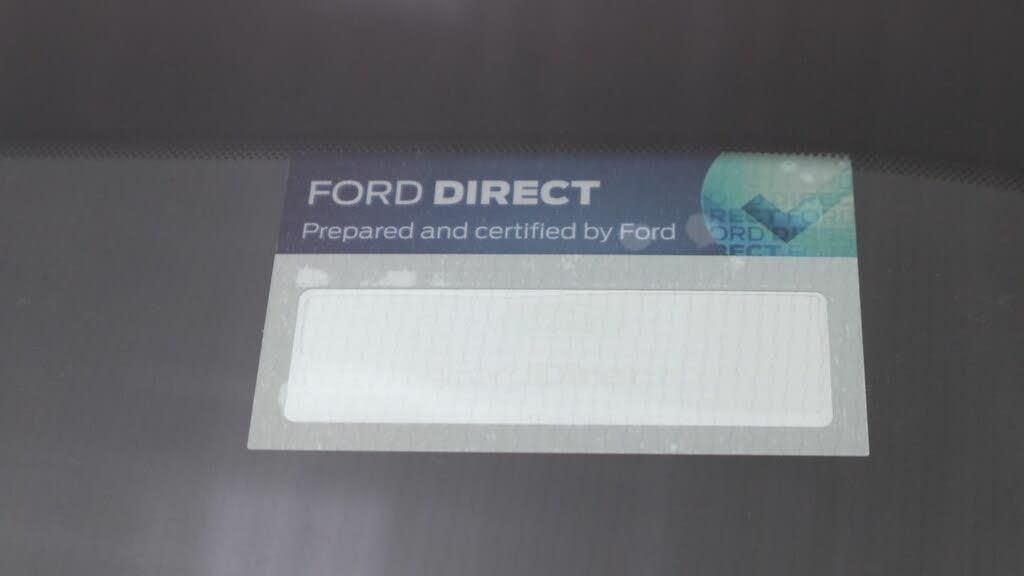 FORD DIRECT
Prepared and certified by Ford